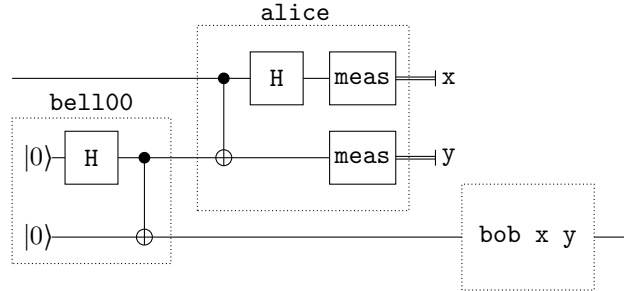 alice
H meas x
bell00
|0⟩ H meas y
|0⟩ bob x y